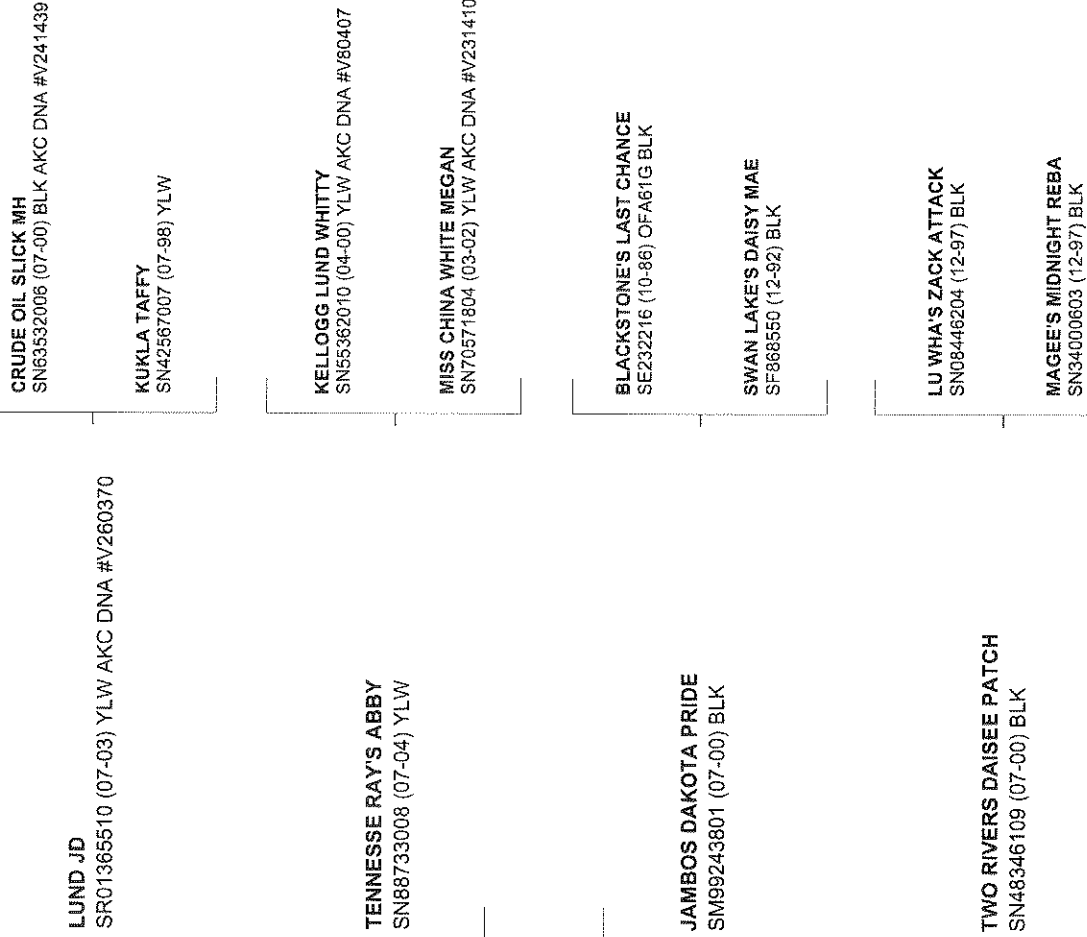 LUND JD
SR01365510 (07-03) YLW AKC DNA #V260370
TENNESSE RAY'S ABBY
SN88733008 (07-04) YLW
JAMBOS DAKOTA PRIDE
SM99243801 (07-00) BLK
TWO RIVERS DAISEE PATCH
SN48346109 (07-00) BLK
CRUDE OIL SLICK MH
SN63532006 (07-00) BLK AKC DNA #V241439
KUKLA TAFFY
SN42567007 (07-98) YLW
KELLOGG LUND WHITTY
SN55362010 (04-00) YLW AKC DNA #V80407
MISS CHINA WHITE MEGAN
SN70571804 (03-02) YLW AKC DNA #V231410
BLACKSTONE'S LAST CHANCE
SE232216 (10-86) OFA61G BLK
SWAN LAKE'S DAISY MAE
SF868550 (12-92) BLK
LU WHA'S ZACK ATTACK
SN08446204 (12-97) BLK
MAGEE'S MIDNIGHT REBA
SN34000603 (12-97) BLK